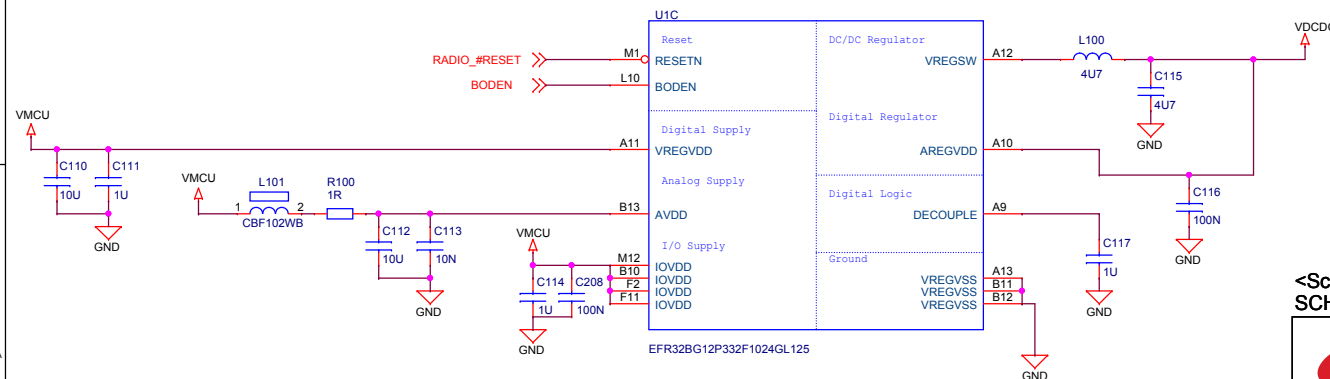 U1C
Reset
DC/DC Regulator
VDCDC
L100
RADIO_#RESET
M1
RESETN
VREGSW
A12
4U7
C115
4U7
GND
BODEN
L10
BODEN
VMCU
Digital Supply
Digital Regulator
A11
VREGVDD
AREGVDD
A10
C110
10U
C111
1U
GND
VMCU
L101
1
2
CBF102WB
R100
1R
Analog Supply
Digital Logic
C116
100N
GND
B13
AVDD
DECOUPLE
A9
C112
10U
C113
10N
GND
VMCU
I/O Supply
Ground
C117
1U
GND
M12
IOVDD
B10
IOVDD
F2
IOVDD
F11
IOVDD
C114
1U
C208
100N
GND
A13
VREGVSS
B11
VREGVSS
B12
VREGVSS
GND
EFR32BG12P332F1024GL125
<Sc
SCH